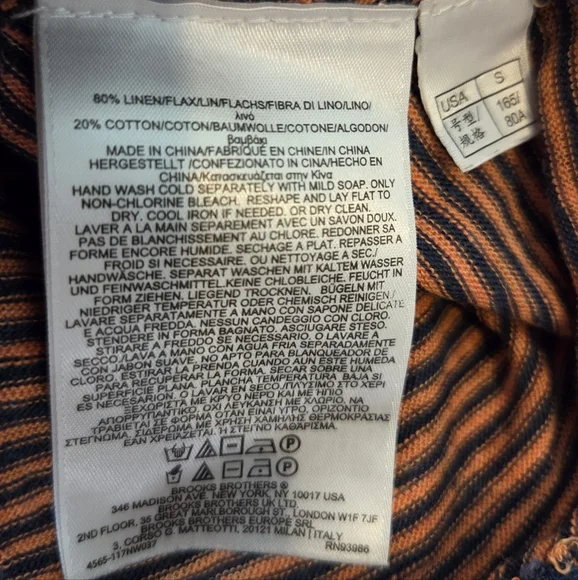 80% LINEN/FLAX/LIN/FLACHS/FIBRA DI LINO/LINO/
λινό
20% COTTON/COTON/BAUMWOLLE/COTONE/ALGODON/
βαμβάκι
MADE IN CHINA/FABRIQUÉ EN CHINE/IN CHINA
HERGESTELLT /CONFEZIONATO IN CINA/HECHO EN
CHINA/Κατασκευάζεται στην Κίνα
HAND WASH COLD SEPARATELY WITH MILD SOAP. ONLY
NON-CHLORINE BLEACH. RESHAPE AND LAY FLAT TO
DRY. COOL IRON IF NEEDED. OR DRY CLEAN.
LAVER A LA MAIN SEPAREMENT AVEC UN SAVON DOUX.
PAS DE BLANCHISSEMENT AU CHLORE. REDONNER SA
FORME ENCORE HUMIDE. SECHAGE A PLAT. REPASSER A
FROID SI NECESSAIRE. OU NETTOYAGE A SEC./
HANDWÄSCHE. SEPARAT WASCHEN MIT KALTEM WASSER
UND FEINWASCHMITTEL.KEINE CHLOBLEICHE. FEUCHT IN
FORM ZIEHEN. LIEGEND TROCKNEN. BÜGELN MIT
NIEDRIGER TEMPERATUR ODER CHEMISCH REINIGEN /
LAVARE SEPARATAMENTE A MANO CON SAPONE DELICATE
E ACQUA FREDDA. NESSUN CANDEGGIO CON CLORO.
STENDERE IN FORMA BAGNATO. ASCIUGARE STESO.
STIRARE A FREDDO SE NECESSARIO. O LAVARE A
SECCO./LAVA A MANO CON AGUA FRIA SEPARADAMENTE
CON JABON SUAVE. NO APTO PARA BLANQUEADOR DE
CLORO. ESTIRAR LA PRENDA CUANDO AUN ESTE HUMEDA
PARA RECUPERAR LA FORMA. SECAR SOBRE UNA
SUPERFICIE PLANA. PLANCHA TEMPERATURA BAJA SI
ES NECESARION. O LAVAR EN SECO./ΠΛΥΣΙΜΟ ΣΤΟ ΧΕΡΙ
ΞΕΧΩΡΙΣΤΑ ΜΕ ΚΡΥΟ ΝΕΡΟ ΚΑΙ ΜΕ ΗΠΙΟ
ΑΠΟΡΡΥΠΑΝΤΙΚΟ. ΟΧΙ ΛΕΥΚΑΝΣΗ ΜΕ ΧΛΩΡΙΟ. ΝΑ
ΤΡΑΒΙΕΤΑΙ ΣΕ ΦΟΡΜΑ ΟΤΑΝ ΕΙΝΑΙ ΥΓΡΟ. ΟΡΙΖΟΝΤΙΟ
ΣΤΕΓΝΩΜΑ. ΣΙΔΕΡΩΜΑ ΜΕ ΧΡΗΣΗ ΧΑΜΗΛΗΣ ΘΕΡΜΟΚΡΑΣΙΑΣ
ΕΑΝ ΧΡΕΙΑΖΕΤΑΙ. Ή ΣΤΕΓΝΟ ΚΑΘΑΡΙΣΜΑ.
BROOKS BROTHERS ®
346 MADISON AVE. NEW YORK, NY 10017 USA
BROOKS BROTHERS UK LTD.
2ND FLOOR, 35 GREAT MARLBOROUGH ST., LONDON W1F 7JF
BROOKS BROTHERS EUROPE SRL
3, CORSO G. MATTEOTTI, 20121 MILAN ITALY
4565-117NW037 RN93986
USA S
号型/ 165/
规格 80A